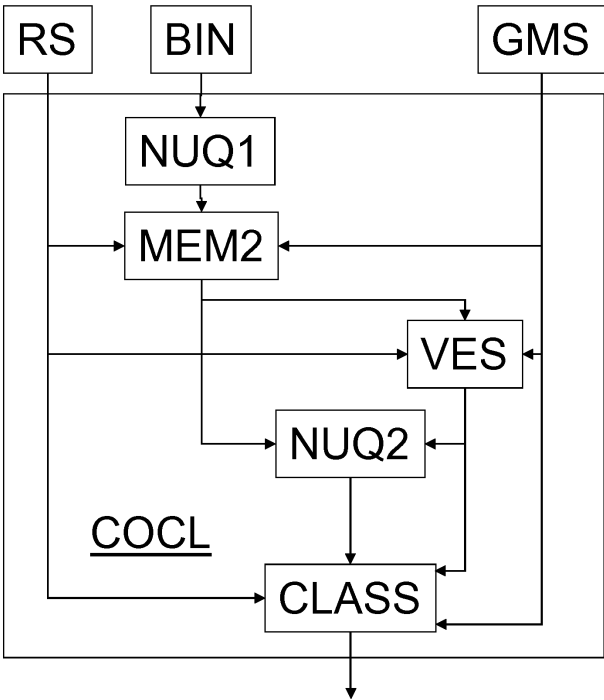 RS
BIN
GMS
NUQ1
MEM2
VES
NUQ2
COCL
CLASS